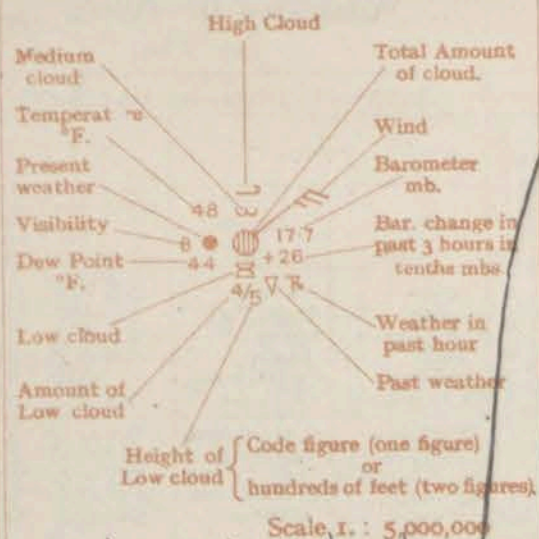 High Cloud
Medium
cloud
Total Amount
of cloud.
Temperat
°F.
Wind
Present
weather
Barometer
mb.
48
Visibility
8
17 7
Bar. change in
past 3 hours in
tenths mbs
+26
Dew Point
°F.
44
4/5
Low cloud
Weather in
past hour
Amount of
Low cloud
Past weather
Height of
Low cloud
Code figure (one figure)
or
hundreds of feet (two figures).
Scale, 1. : 5,000,000